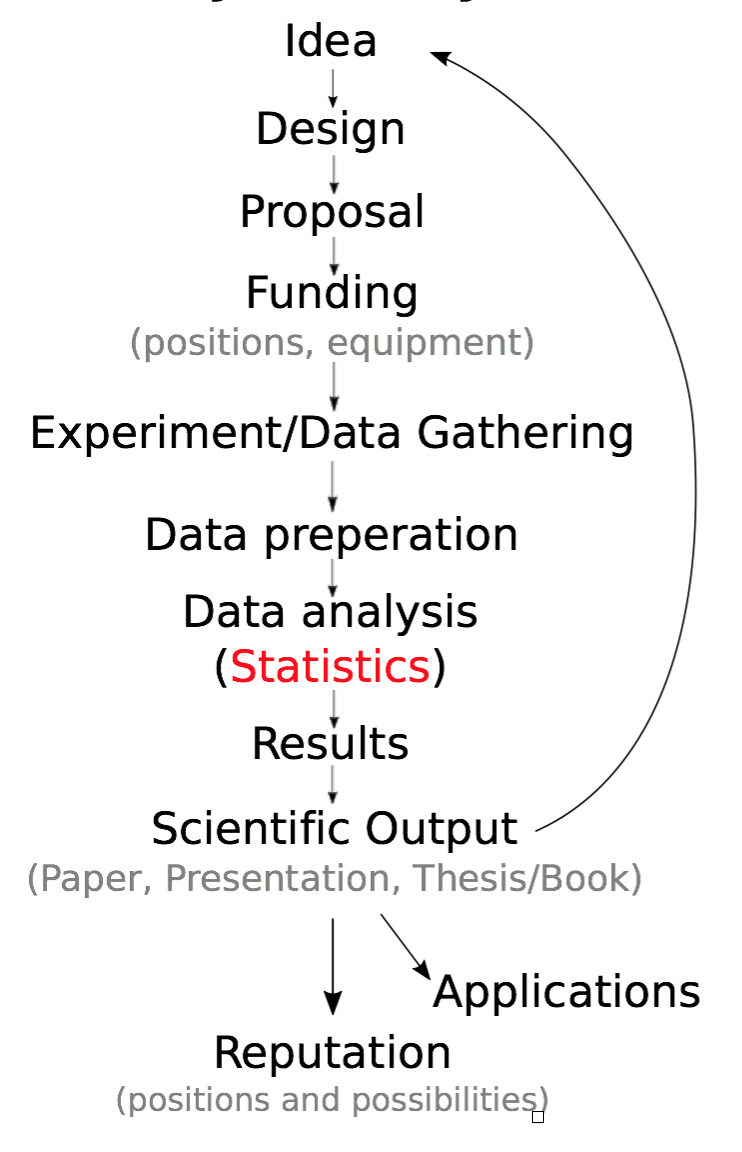 Idea
Design
Proposal
Funding
(positions, equipment)
Experiment/Data Gathering
Data preperation
Data analysis
(Statistics)
Results
Scientific Output
(Paper, Presentation, Thesis/Book)
Applications
Reputation
(positions and possibilities)